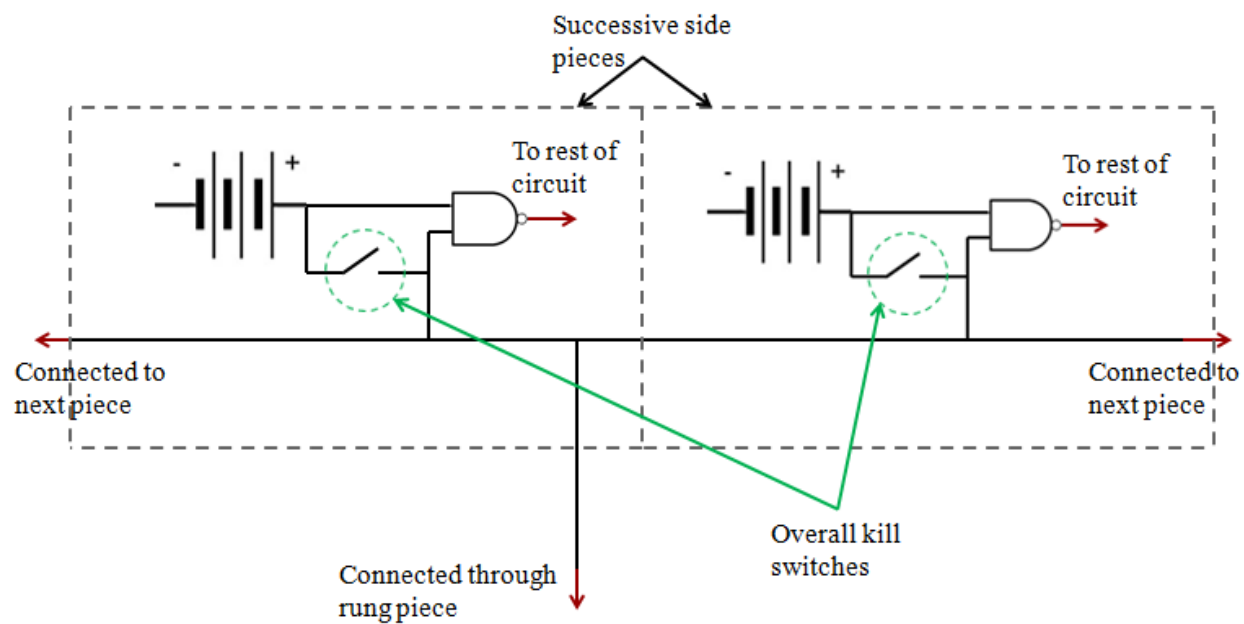 Successive side
pieces
- +
To rest of
circuit
- +
To rest of
circuit
Connected to
next piece
Connected to
next piece
Overall kill
switches
Connected through
rung piece